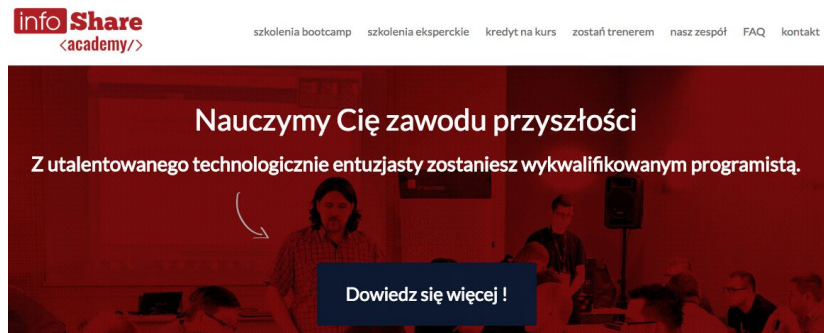 info Share
<academy/>
szkolenia bootcamp szkolenia eksperckie kredyt na kurs zostań trenerem nasz zespół FAQ kontakt
Nauczymy Cię zawodu przyszłości
Z utalentowanego technologicznie entuzjasty zostaniesz wykwalifikowanym programistą.
Dowiedz się więcej !